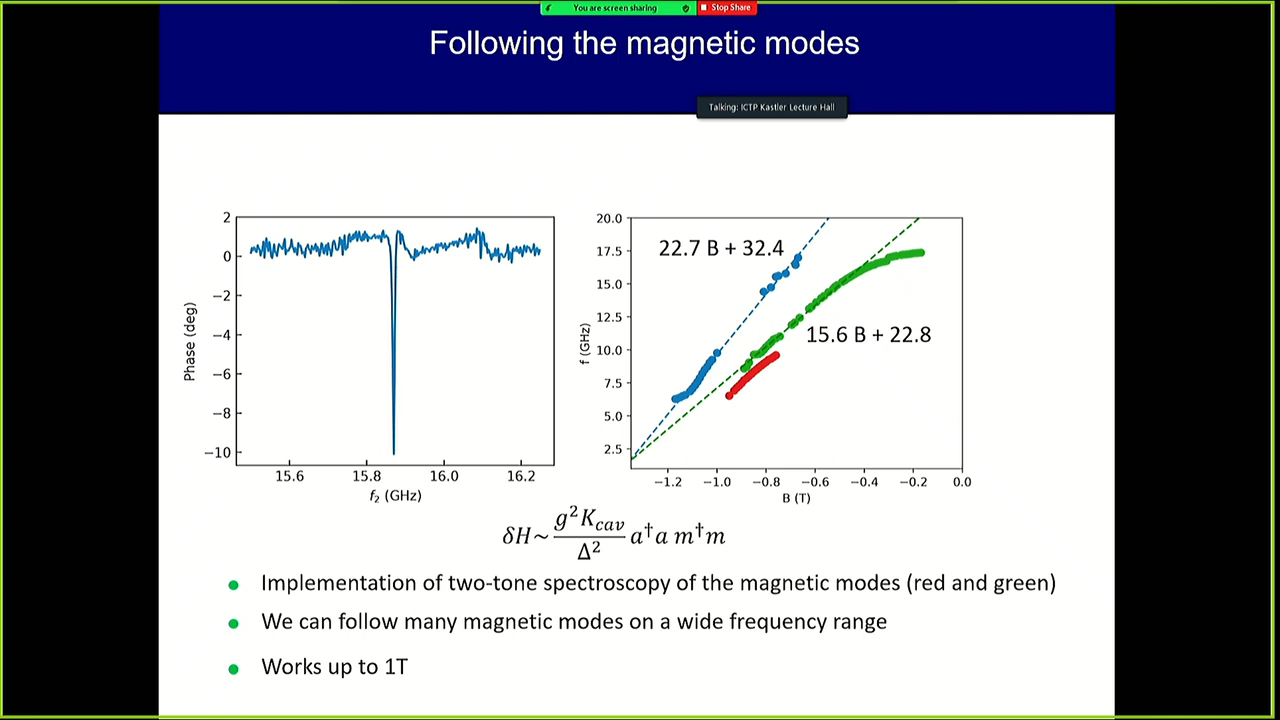 You are screen sharing
Stop Share
Following the magnetic modes
Talking: ICTP Kastler Lecture Hall
2
0
−2
−4
−6
−8
−10
Phase (deg)
15.6 15.8 16.0 16.2
f₂ (GHz)
20.0
17.5
15.0
12.5
10.0
7.5
5.0
2.5
f (GHz)
22.7 B + 32.4
15.6 B + 22.8
−1.2 −1.0 −0.8 −0.6 −0.4 −0.2 0.0
B (T)
δH~ g²K_cav / Δ² a†a m†m
Implementation of two-tone spectroscopy of the magnetic modes (red and green)
We can follow many magnetic modes on a wide frequency range
Works up to 1T